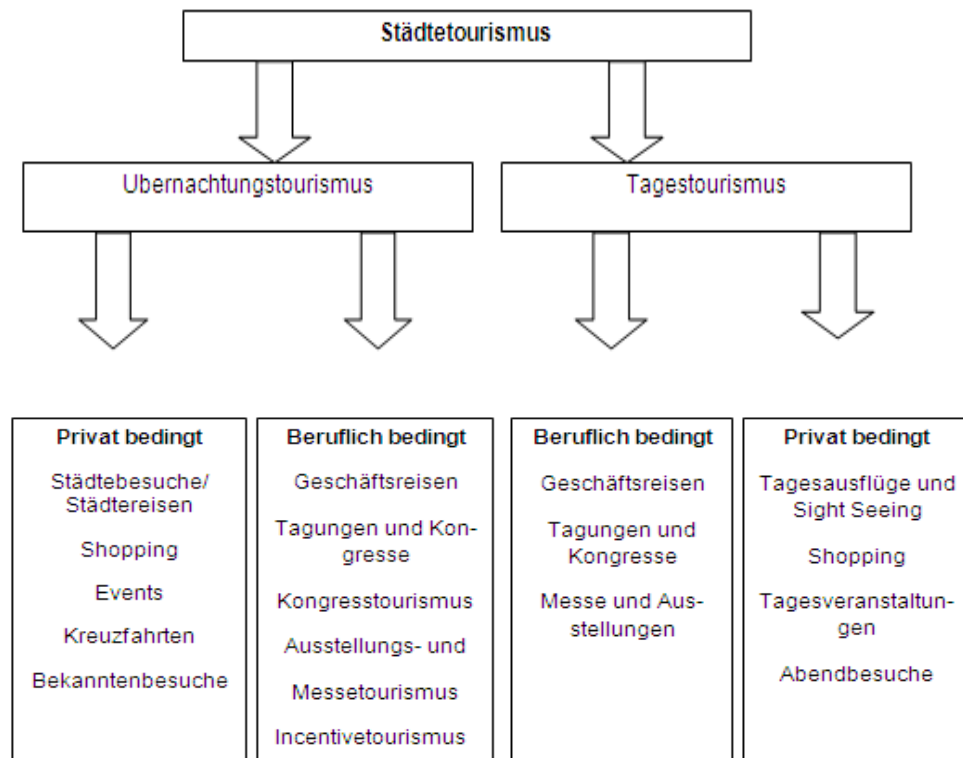 Städtetourismus
Ubernachtungstourismus
Tagestourismus
Privat bedingt
Städtebesuche/
Städtereisen
Shopping
Events
Kreuzfahrten
Bekanntenbesuche
Beruflich bedingt
Geschäftsreisen
Tagungen und Kon-
gresse
Kongresstourismus
Ausstellungs- und
Messetourismus
Incentivetourismus
Beruflich bedingt
Geschäftsreisen
Tagungen und
Kongresse
Messe und Aus-
stellungen
Privat bedingt
Tagesausflüge und
Sight Seeing
Shopping
Tagesveranstaltun-
gen
Abendbesuche